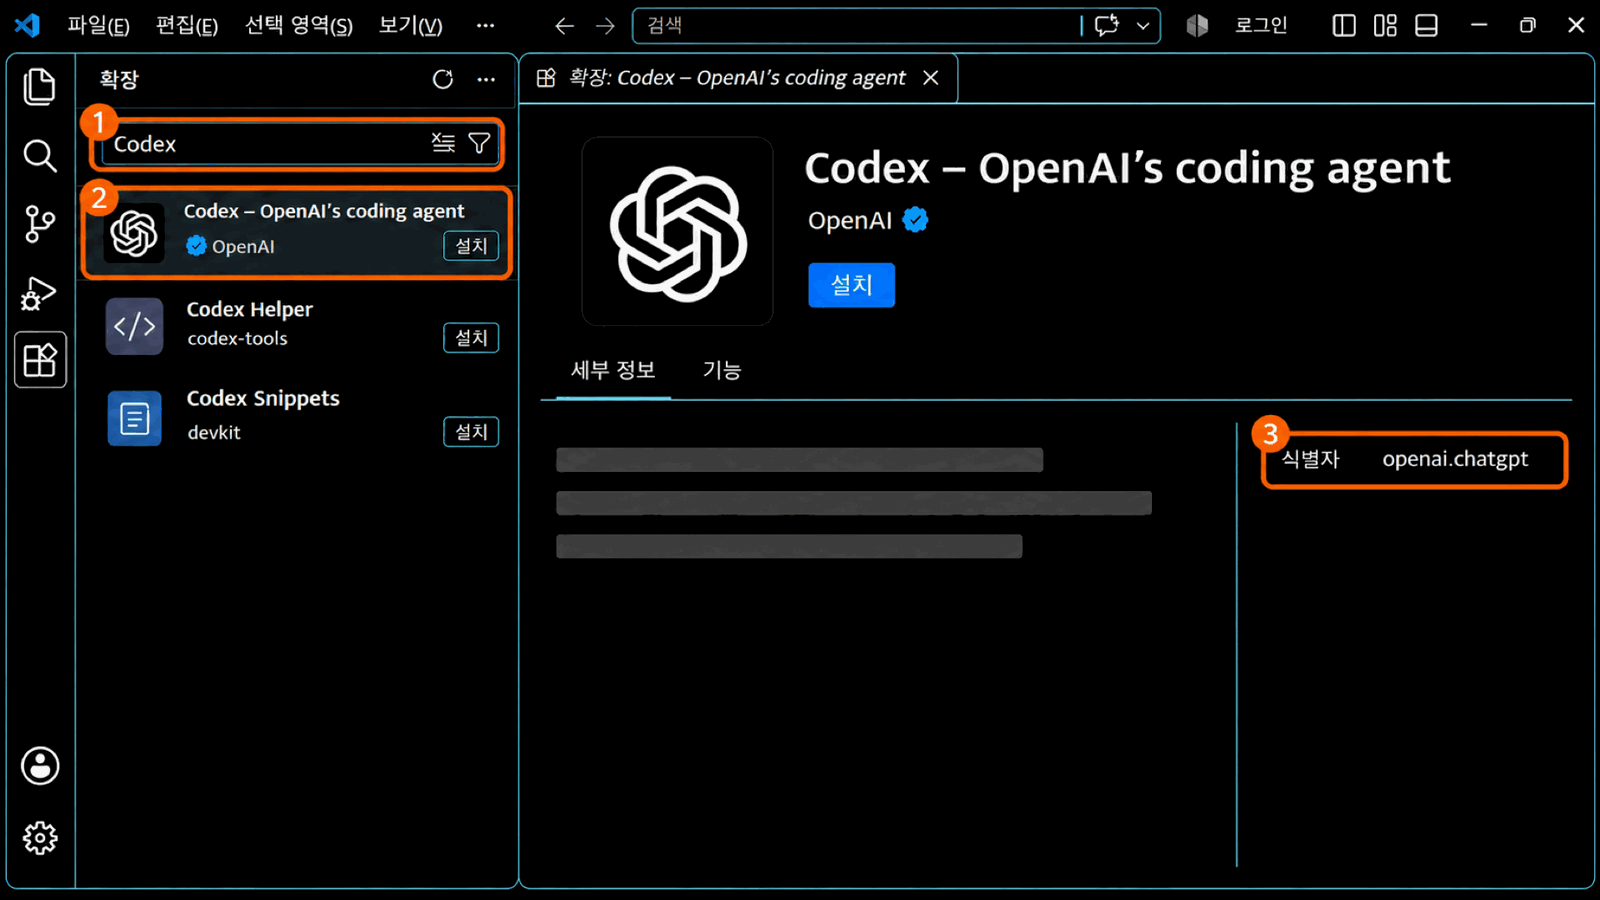 파일(E) 편집(E) 선택 영역(S) 보기(V) ···
검색
로그인
확장
···
1
Codex
2
Codex – OpenAI’s coding agent
OpenAI
설치
Codex Helper
codex-tools
설치
Codex Snippets
devkit
설치
확장: Codex – OpenAI’s coding agent
Codex – OpenAI’s coding agent
OpenAI
설치
세부 정보 기능
3
식별자 openai.chatgpt